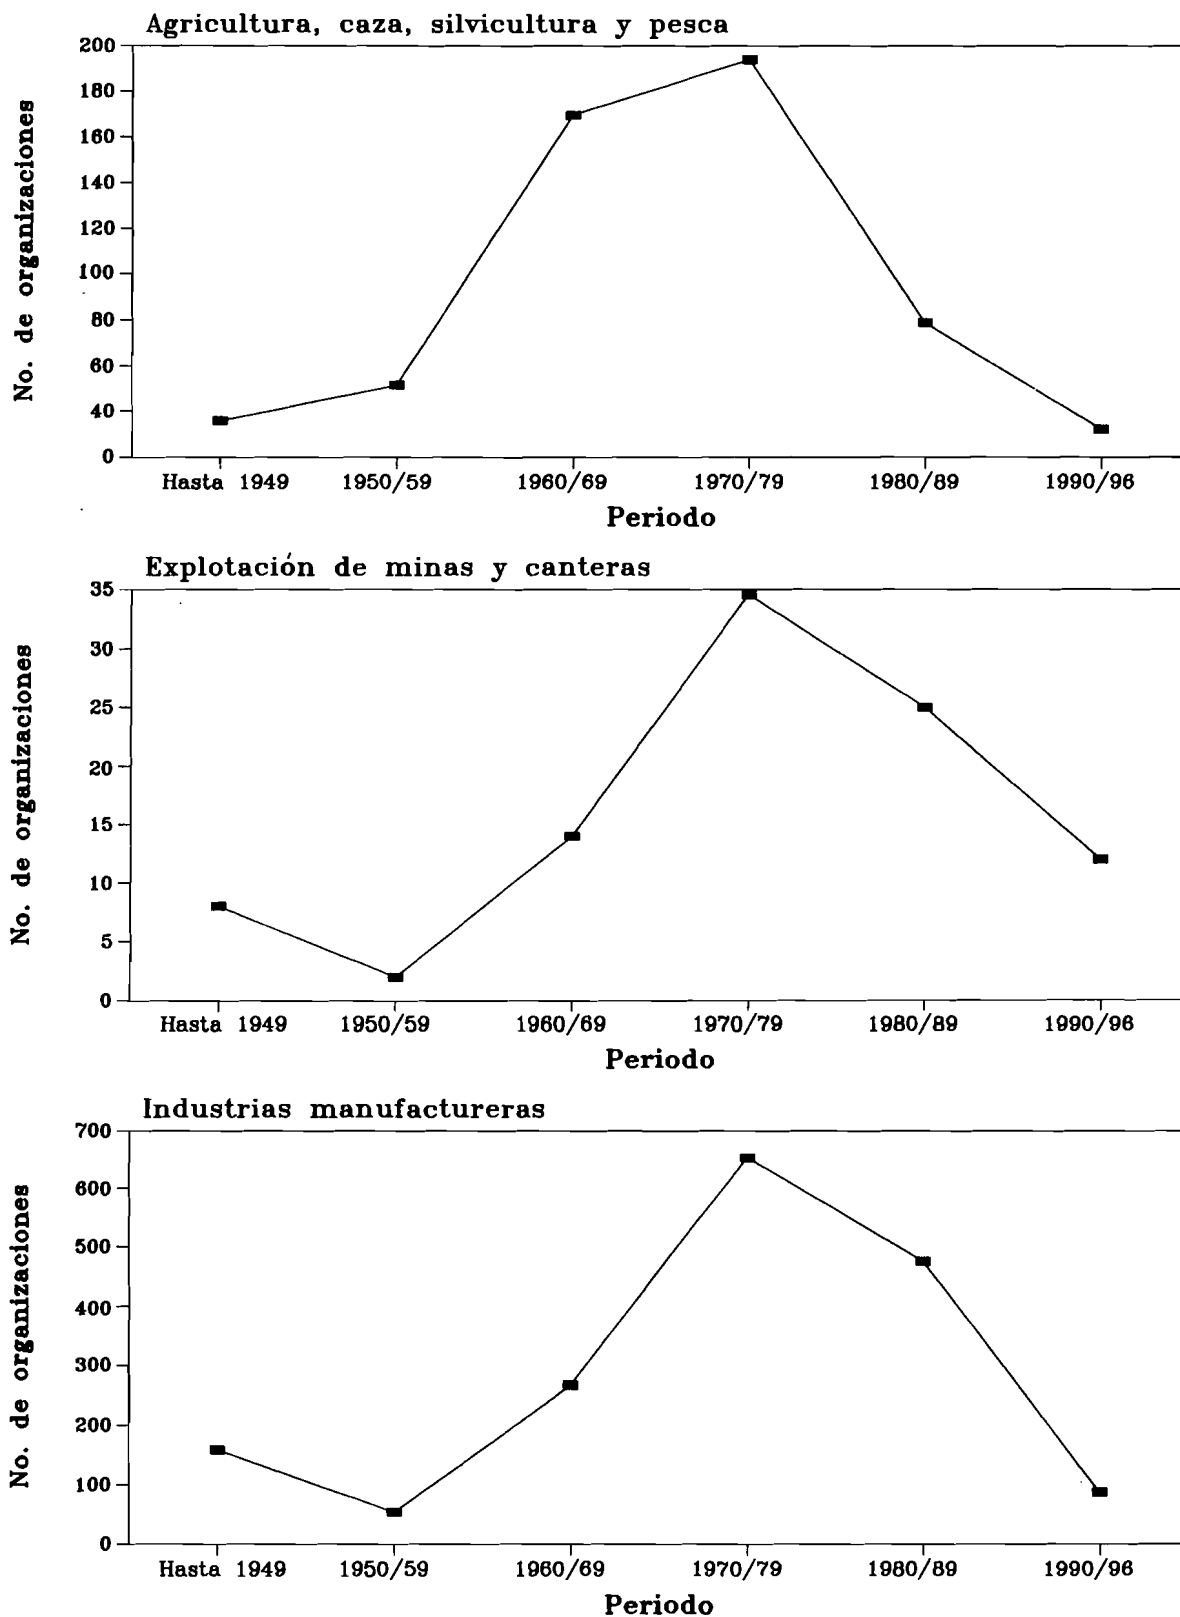 Agricultura, caza, silvicultura y pesca
No. de organizaciones
200
180
160
140
120
100
80
60
40
0
Hasta 1949 1950/59 1960/69 1970/79 1980/89 1990/96
Periodo
Explotación de minas y canteras
No. de organizaciones
35
30
25
20
15
10
5
0
Hasta 1949 1950/59 1960/69 1970/79 1980/89 1990/96
Periodo
Industrias manufactureras
No. de organizaciones
700
600
500
400
300
200
100
0
Hasta 1949 1950/59 1960/69 1970/79 1980/89 1990/96
Periodo